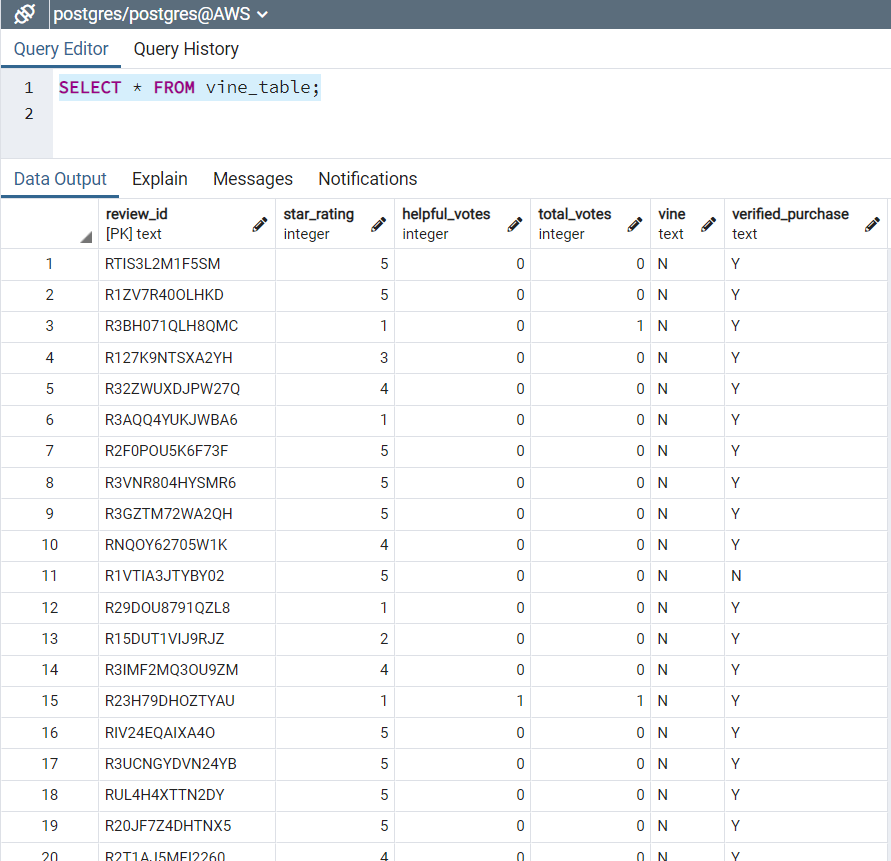 postgres/postgres@AWS
Query Editor Query History
1 SELECT * FROM vine_table;
2
Data Output Explain Messages Notifications
review_id star_rating helpful_votes total_votes vine verified_purchase
[PK] text integer integer integer text text
1 RTIS3L2M1F5SM 5 0 0 N Y
2 R1ZV7R40OLHKD 5 0 0 N Y
3 R3BH071QLH8QMC 1 0 1 N Y
4 R127K9NTSXA2YH 3 0 0 N Y
5 R32ZWUXDJPW27Q 4 0 0 N Y
6 R3AQQ4YUKJWBA6 1 0 0 N Y
7 R2F0POU5K6F73F 5 0 0 N Y
8 R3VNR804HYSMR6 5 0 0 N Y
9 R3GZTM72WA2QH 5 0 0 N Y
10 RNQOY62705W1K 4 0 0 N Y
11 R1VTIA3JTYBY02 5 0 0 N N
12 R29DOU8791QZL8 1 0 0 N Y
13 R15DUT1VIJ9RJZ 2 0 0 N Y
14 R3IMF2MQ3OU9ZM 4 0 0 N Y
15 R23H79DHOZTYAU 1 1 1 N Y
16 RIV24EQAIXA4O 5 0 0 N Y
17 R3UCNGYDVN24YB 5 0 0 N Y
18 RUL4H4XTTN2DY 5 0 0 N Y
19 R20JF7Z4DHTNX5 5 0 0 N Y
20 R2T1AJ5MFI2260 4 0 0 N Y